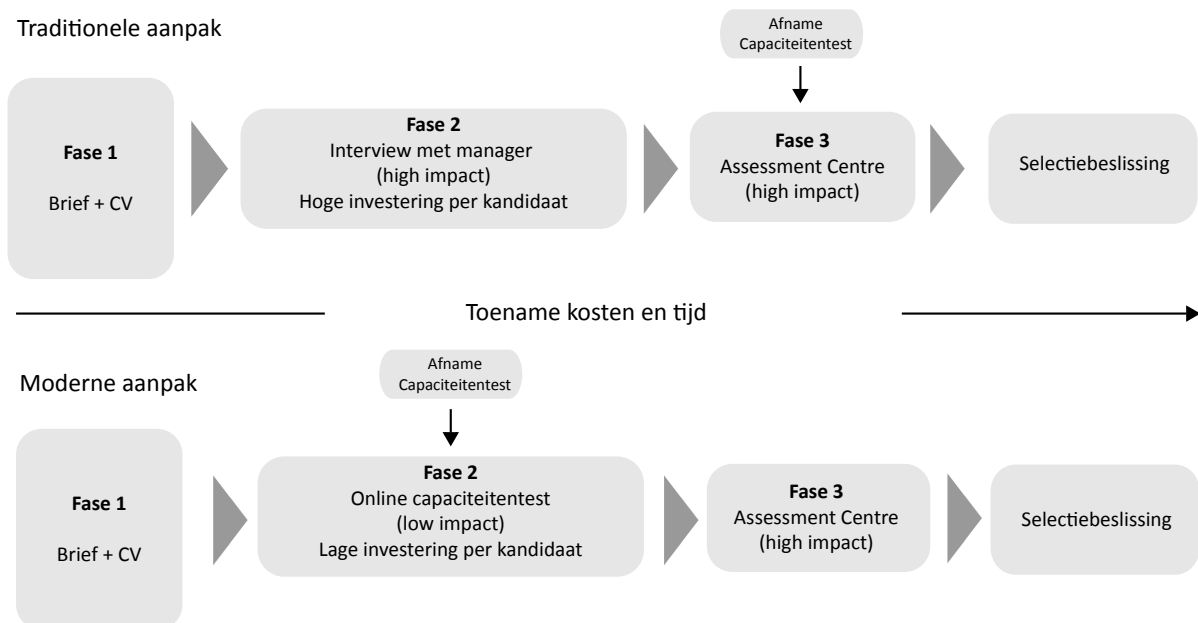 Traditionele aanpak
Afname
Capaciteitentest
Fase 1
Brief + CV
Fase 2
Interview met manager
(high impact)
Hoge investering per kandidaat
Fase 3
Assessment Centre
(high impact)
Selectiebeslissing
Toename kosten en tijd
Moderne aanpak
Afname
Capaciteitentest
Fase 1
Brief + CV
Fase 2
Online capaciteitentest
(low impact)
Lage investering per kandidaat
Fase 3
Assessment Centre
(high impact)
Selectiebeslissing